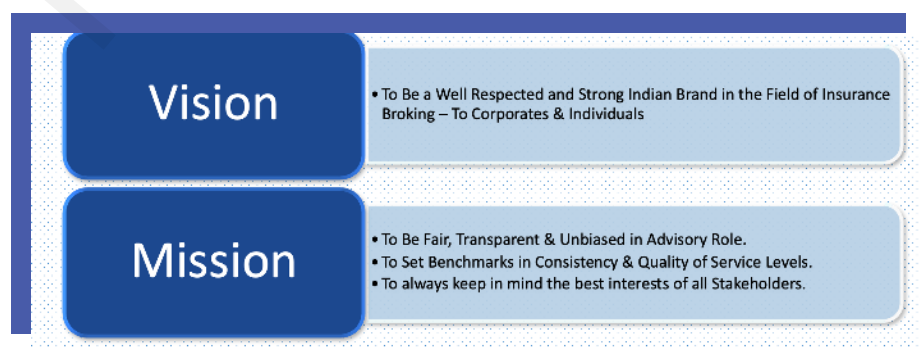 Vision
• To Be a Well Respected and Strong Indian Brand in the Field of Insurance
Broking – To Corporates & Individuals
Mission
• To Be Fair, Transparent & Unbiased in Advisory Role.
• To Set Benchmarks in Consistency & Quality of Service Levels.
• To always keep in mind the best interests of all Stakeholders.